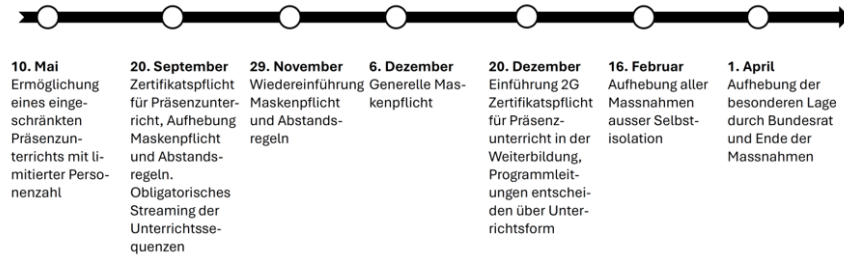 10. Mai
Ermöglichung
eines einge-
schränkten
Präsenzun-
terrichts mit li-
mitierter Perso-
nenzahl
20. September
Zertifikatspflicht
für Präsenzunter-
richt, Aufhebung
Maskenpflicht
und Abstands-
regeln.
Obligatorisches
Streaming der
Unterrichtsse-
quenzen
29. November
Wiedereinführung
Maskenpflicht
und Abstands-
regeln
6. Dezember
Generelle Mas-
kenpflicht
20. Dezember
Einführung 2G
Zertifikatspflicht
für Präsenz-
unterricht in der
Weiterbildung,
Programmleit-
ungen entschei-
den über Unter-
richtsform
16. Februar
Aufhebung aller
Massnahmen
ausser Selbst-
isolation
1. April
Aufhebung der
besonderen Lage
durch Bundesrat
und Ende der
Massnahmen